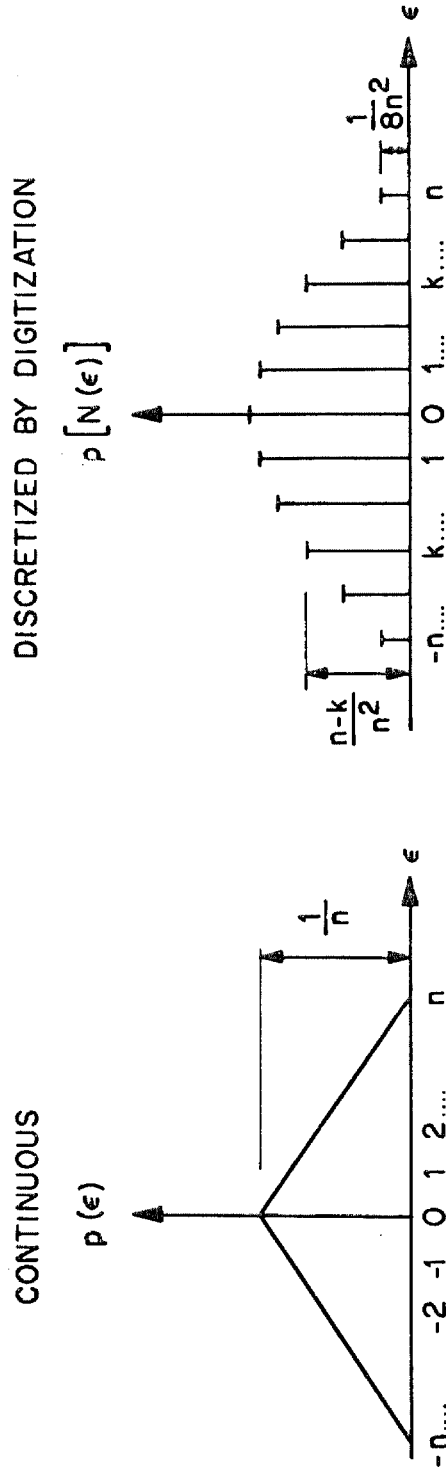 CONTINUOUS
p(ϵ)
1/n
-n.... -2 -1 0 1 2.... n ϵ
DISCRETIZED BY DIGITIZATION
p[N(ϵ)]
n-k/n²
1/8n²
-n.... k.... 1 0 1.... k.... n ϵ